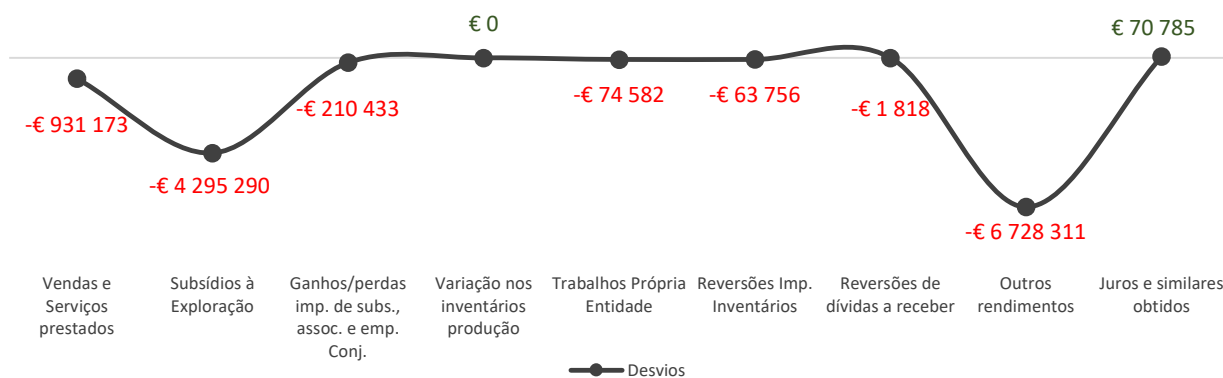 € 0
€ 70 785
-€ 931 173
-€ 4 295 290
-€ 210 433
-€ 74 582
-€ 63 756
-€ 1 818
-€ 6 728 311
Vendas e
Serviços
prestados
Subsídios à
Exploração
Ganhos/perdas
imp. de subs.,
assoc. e emp.
Conj.
Variação nos
inventários
produção
Trabalhos Própria
Entidade
Reversões Imp.
Inventários
Reversões de
dívidas a receber
Outros
rendimentos
Juros e similares
obtidos
Desvios